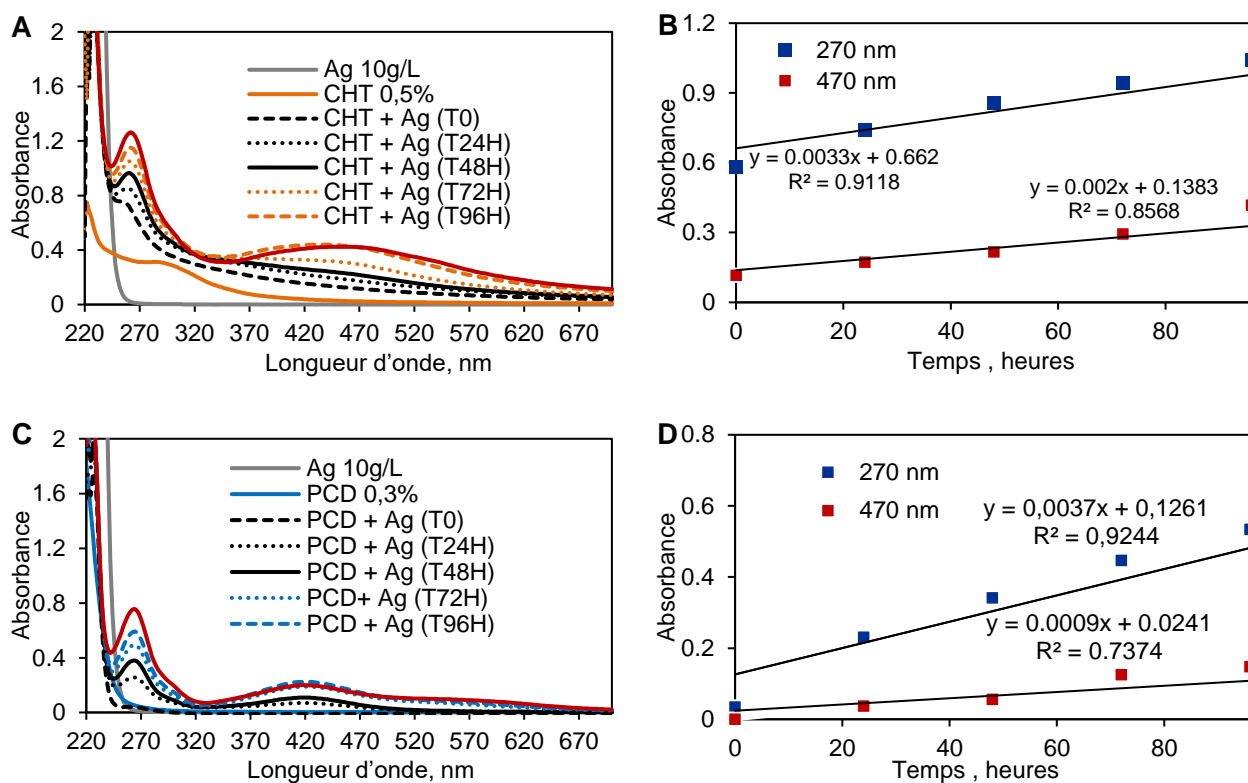 A
Absorbance
2
1.6
1.2
0.8
0.4
0
Ag 10g/L
CHT 0,5%
CHT + Ag (T0)
CHT + Ag (T24H)
CHT + Ag (T48H)
CHT + Ag (T72H)
CHT + Ag (T96H)
220 270 320 370 420 470 520 570 620 670
Longueur d'onde, nm
B
Absorbance
1.2
0.9
0.6
0.3
0
270 nm
470 nm
y = 0.0033x + 0.662
R² = 0.9118
y = 0.002x + 0.1383
R² = 0.8568
0 20 40 60 80
Temps , heures
C
Absorbance
2
1.6
1.2
0.8
0.4
0
Ag 10g/L
PCD 0,3%
PCD + Ag (T0)
PCD + Ag (T24H)
PCD + Ag (T48H)
PCD+ Ag (T72H)
PCD + Ag (T96H)
220 270 320 370 420 470 520 570 620 670
Longueur d'onde, nm
D
Absorbance
0.8
0.6
0.4
0.2
0
270 nm
470 nm
y = 0,0037x + 0,1261
R² = 0,9244
y = 0.0009x + 0.0241
R² = 0.7374
0 20 40 60 80
Temps , heures